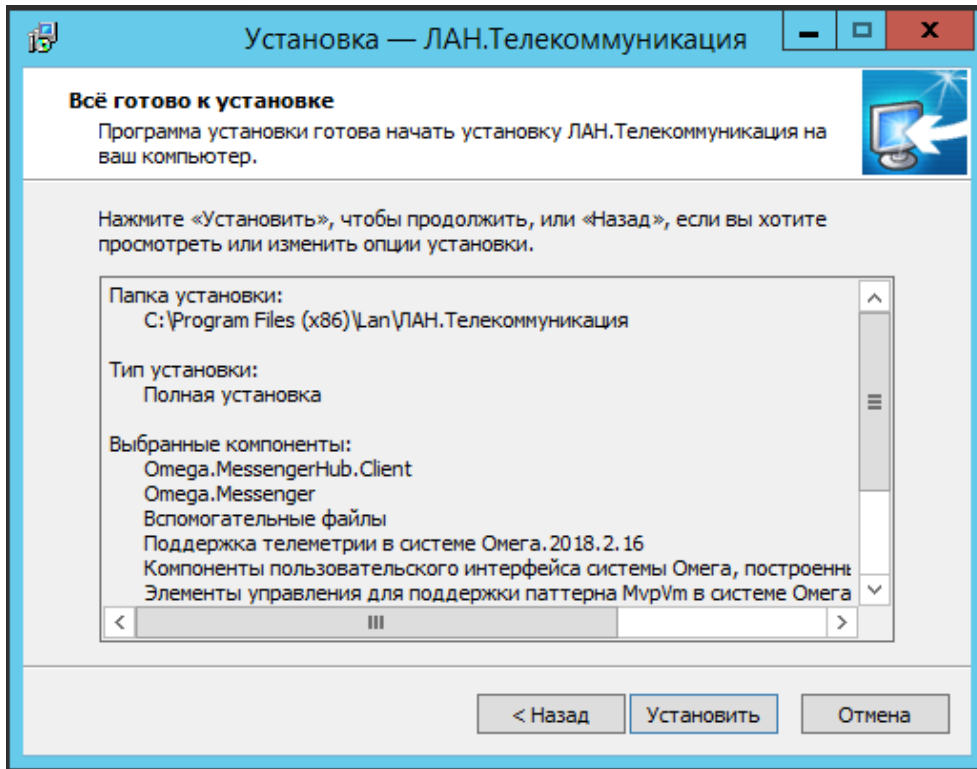 Установка — ЛАН.Телекоммуникация
Всё готово к установке
Программа установки готова начать установку ЛАН.Телекоммуникация на
ваш компьютер.
Нажмите «Установить», чтобы продолжить, или «Назад», если вы хотите
просмотреть или изменить опции установки.
Папка установки:
C:\Program Files (x86)\Lan\ЛАН.Телекоммуникация
Тип установки:
Полная установка
Выбранные компоненты:
Omega.MessengerHub.Client
Omega.Messenger
Вспомогательные файлы
Поддержка телеметрии в системе Омега.2018.2.16
Компоненты пользовательского интерфейса системы Омега, построенн
Элементы управления для поддержки паттерна MvpVm в системе Омега
< Назад
Установить
Отмена